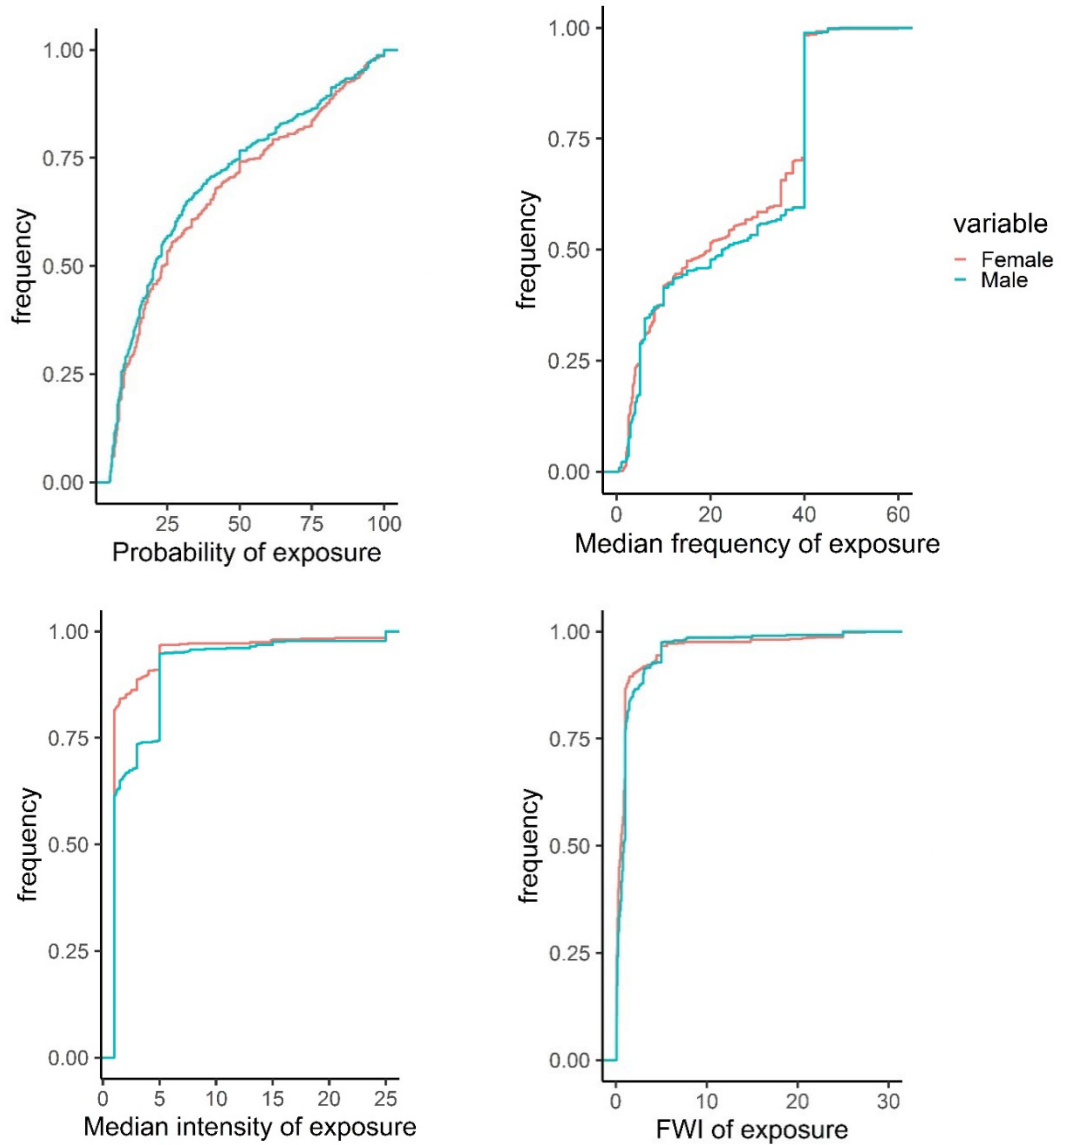 1.00
0.75
0.50
0.25
0.00
frequency
25 50 75 100
Probability of exposure
1.00
0.75
0.50
0.25
0.00
frequency
0 20 40 60
Median frequency of exposure
variable
Female
Male
1.00
0.75
0.50
0.25
0.00
frequency
0 5 10 15 20 25
Median intensity of exposure
1.00
0.75
0.50
0.25
0.00
frequency
0 10 20 30
FWI of exposure